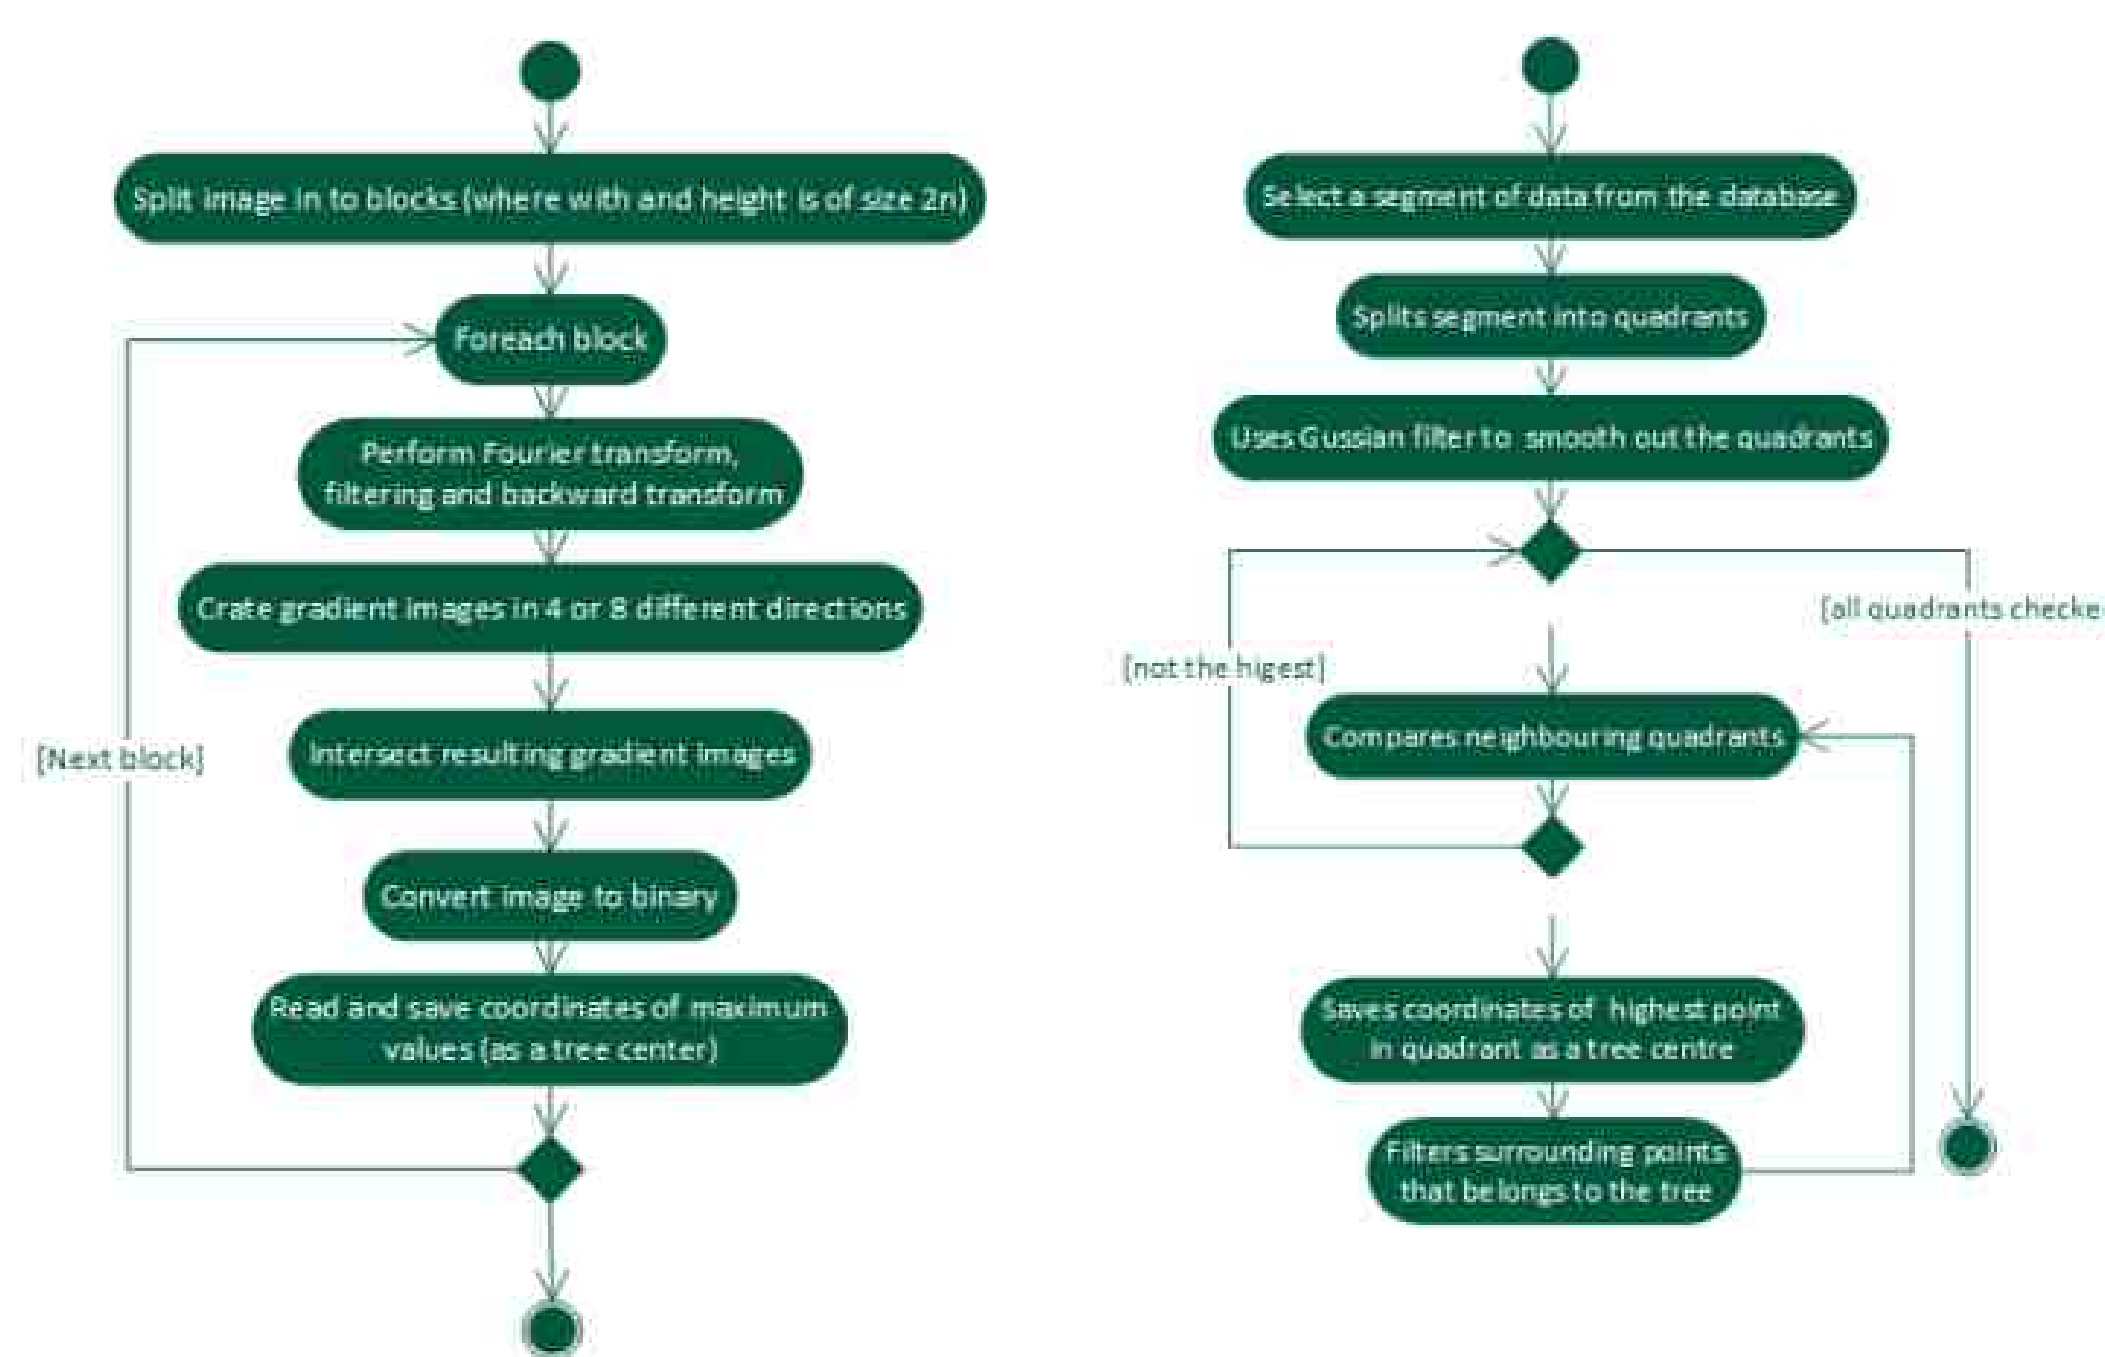 Split image in to blocks (where with and height is of size 2n)
Foreach block
Perform Fourier transform,
filtering and backward transform
Crate gradient images in 4 or 8 different directions
[Next block]
Intersect resulting gradient images
Convert image to binary
Read and save coordinates of maximum
values (as a tree center)
Select a segment of data from the database
Splits segment into quadrants
Uses Gussian filter to smooth out the quadrants
[all quadrants checke
[not the higest]
Compares neighbouring quadrants
Saves coordinates of highest point
in quadrant as a tree centre
Filters surrounding points
that belongs to the tree